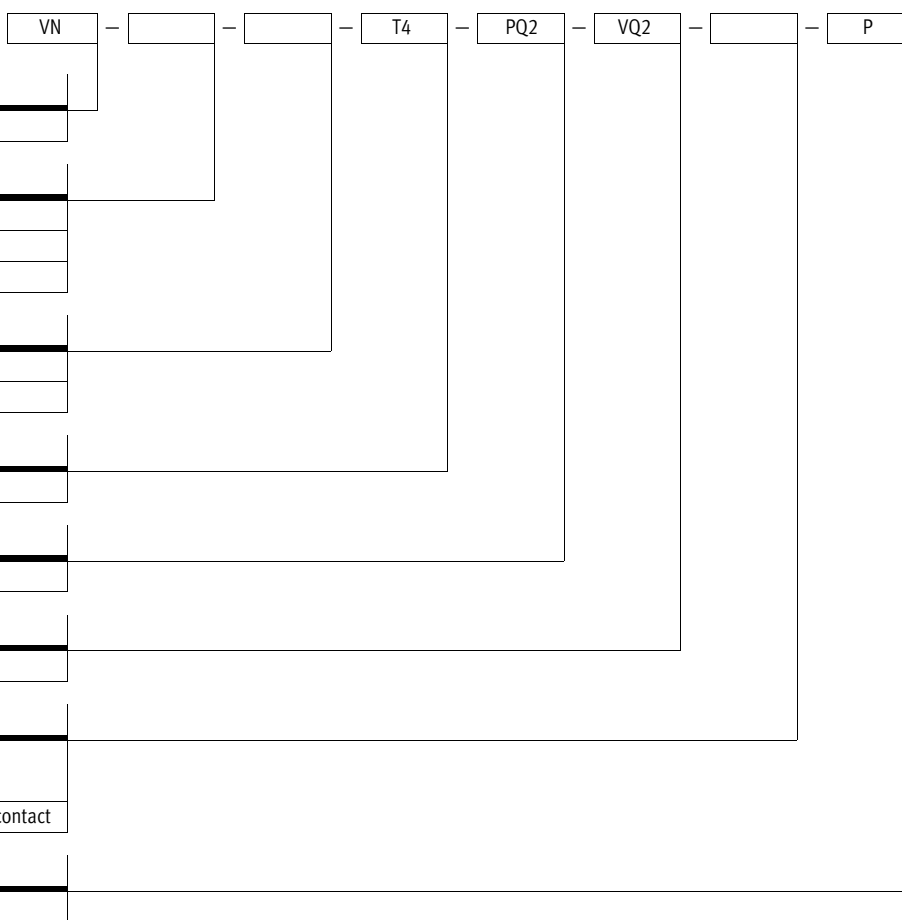 VN – – – T4 – PQ2 – VQ2 – – P
contact